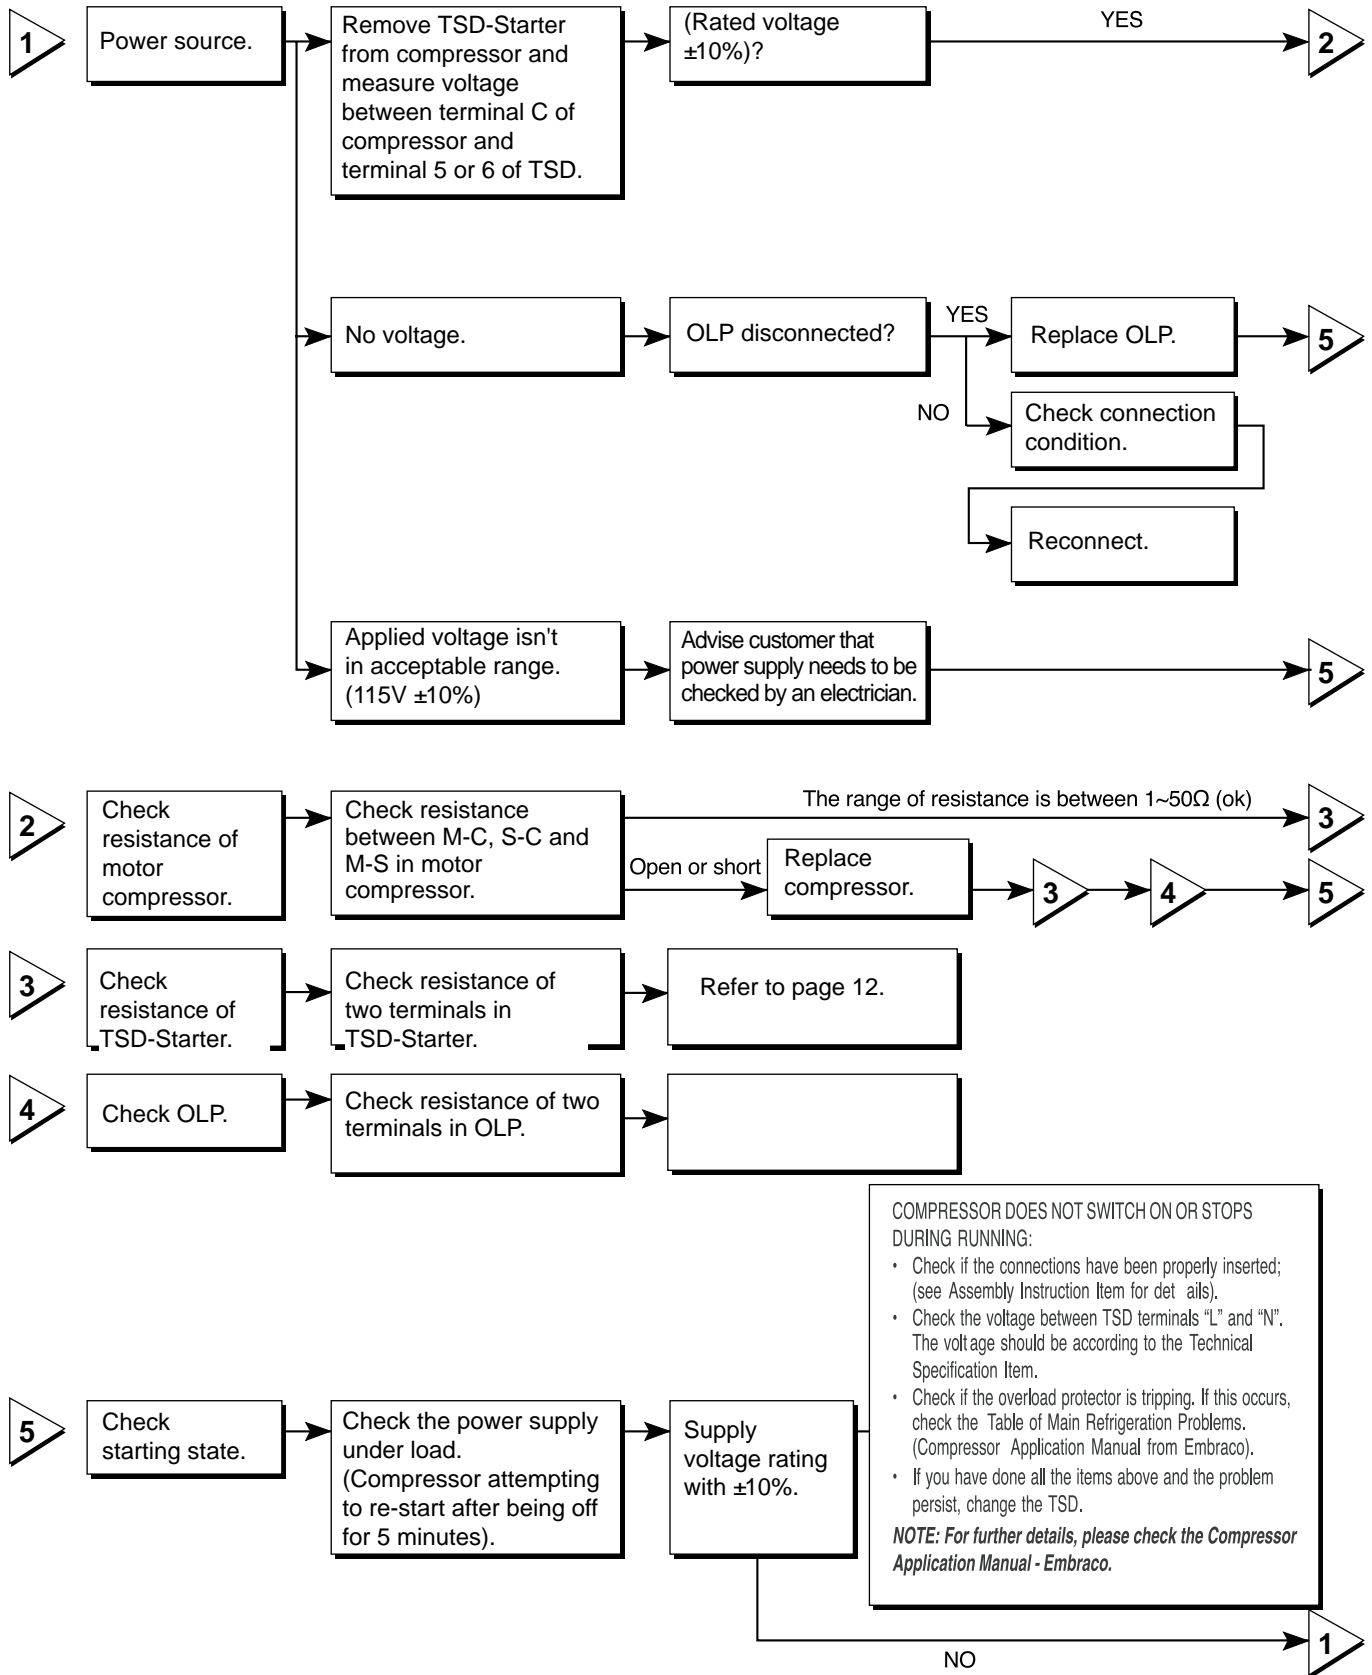 1
Power source.
Remove TSD-Starter
from compressor and
measure voltage
between terminal C of
compressor and
terminal 5 or 6 of TSD.
(Rated voltage
±10%)?
YES
2
No voltage.
OLP disconnected?
YES
Replace OLP.
5
NO
Check connection
condition.
Reconnect.
Applied voltage isn't
in acceptable range.
(115V ±10%)
Advise customer that
power supply needs to be
checked by an electrician.
5
2
Check
resistance of
motor
compressor.
Check resistance
between M-C, S-C and
M-S in motor
compressor.
The range of resistance is between 1~50Ω (ok)
3
Open or short
Replace
compressor.
3
4
5
3
Check
resistance of
TSD-Starter.
Check resistance of
two terminals in
TSD-Starter.
Refer to page 12.
4
Check OLP.
Check resistance of two
terminals in OLP.
5
Check
starting state.
Check the power supply
under load.
(Compressor attempting
to re-start after being off
for 5 minutes).
Supply
voltage rating
with ±10%.
COMPRESSOR DOES NOT SWITCH ON OR STOPS
DURING RUNNING:
• Check if the connections have been properly inserted;
(see Assembly Instruction Item for det ails).
• Check the voltage between TSD terminals “L” and “N”.
The volt age should be according to the Technical
Specification Item.
• Check if the overload protector is tripping. If this occurs,
check the Table of Main Refrigeration Problems.
(Compressor Application Manual from Embraco).
• If you have done all the items above and the problem
persist, change the TSD.
NOTE: For further details, please check the Compressor
Application Manual - Embraco.
NO
1